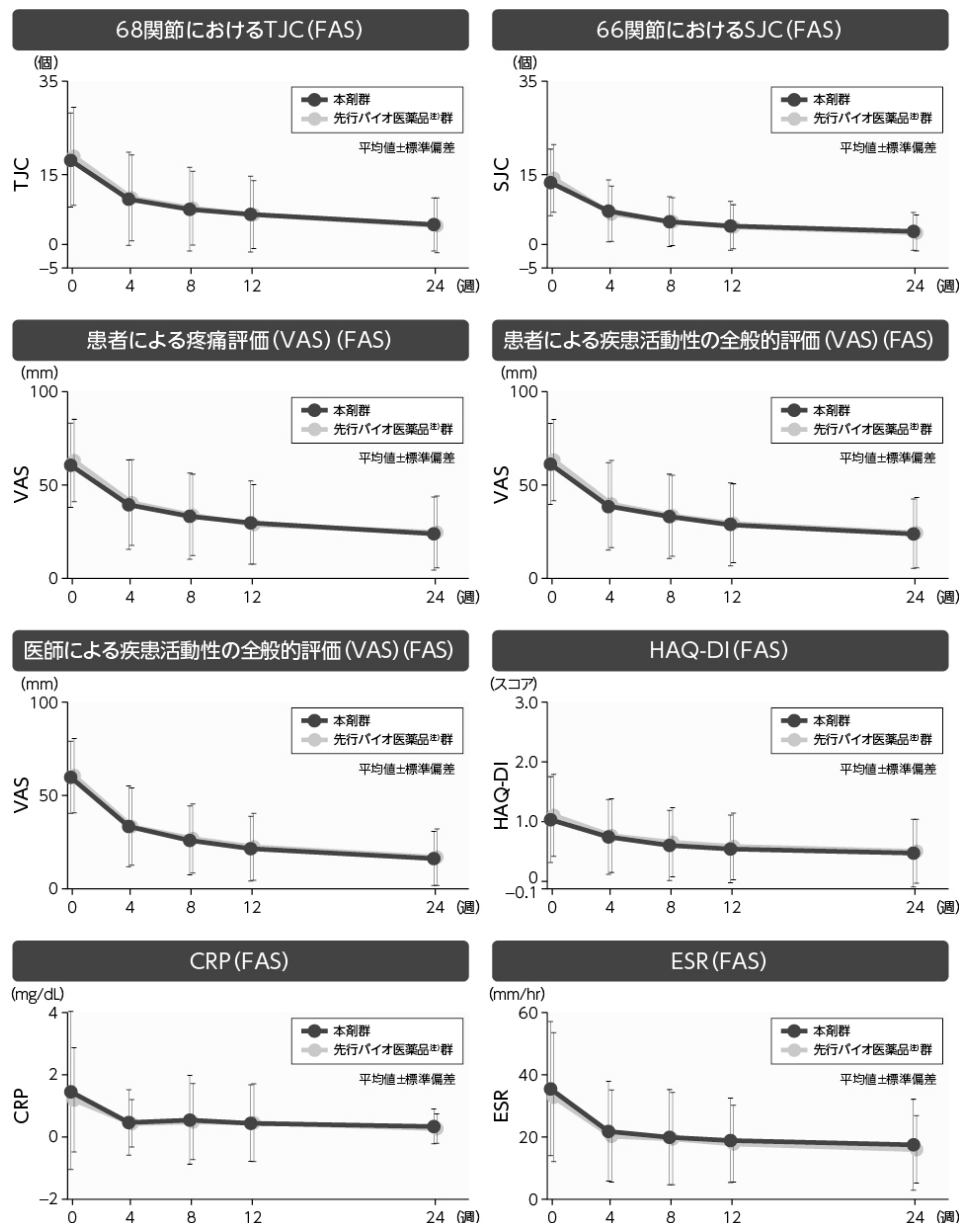 68関節におけるTJC(FAS)
(個)
35
15
0
−5
TJC
本剤群
先行バイオ医薬品注)群
平均値±標準偏差
0 4 8 12 24 (週)
66関節におけるSJC(FAS)
(個)
35
15
0
−5
SJC
本剤群
先行バイオ医薬品注)群
平均値±標準偏差
0 4 8 12 24 (週)
患者による疼痛評価(VAS)(FAS)
(mm)
100
50
0
VAS
本剤群
先行バイオ医薬品注)群
平均値±標準偏差
0 4 8 12 24 (週)
患者による疾患活動性の全般的評価(VAS)(FAS)
(mm)
100
50
0
VAS
本剤群
先行バイオ医薬品注)群
平均値±標準偏差
0 4 8 12 24 (週)
医師による疾患活動性の全般的評価(VAS)(FAS)
(mm)
100
50
0
VAS
本剤群
先行バイオ医薬品注)群
平均値±標準偏差
0 4 8 12 24 (週)
HAQ-DI(FAS)
(スコア)
3.0
2.0
1.0
0
−0.1
HAQ-DI
本剤群
先行バイオ医薬品注)群
平均値±標準偏差
0 4 8 12 24 (週)
CRP(FAS)
(mg/dL)
4
2
0
−2
CRP
本剤群
先行バイオ医薬品注)群
平均値±標準偏差
0 4 8 12 24 (週)
ESR(FAS)
(mm/hr)
60
40
20
0
ESR
本剤群
先行バイオ医薬品注)群
平均値±標準偏差
0 4 8 12 24 (週)